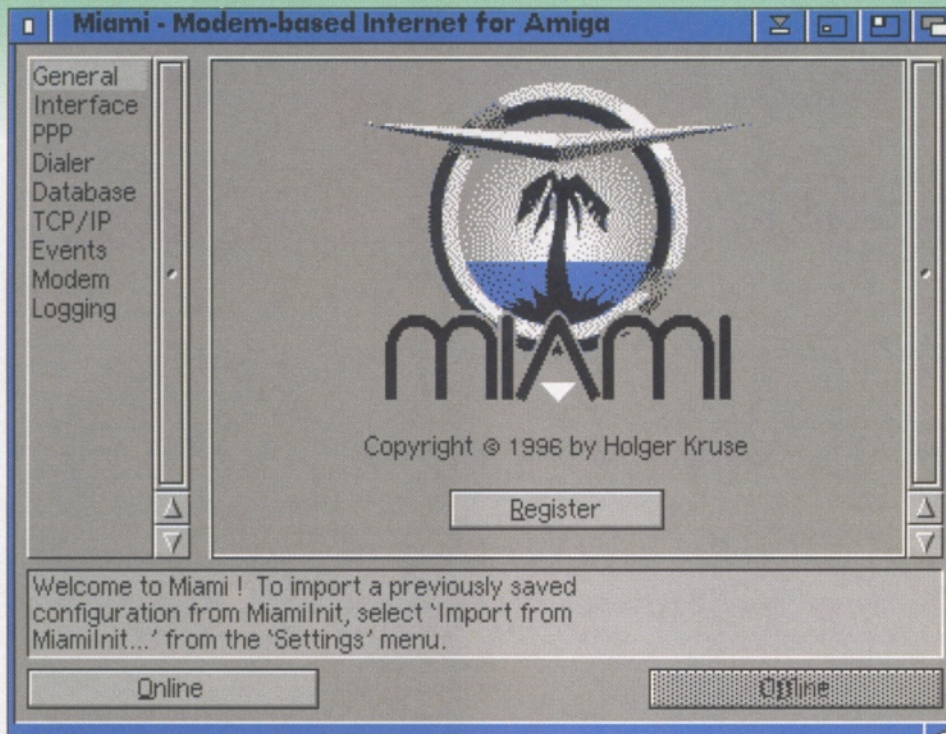 Miami - Modem-based Internet for Amiga
General
Interface
PPP
Dialer
Database
TCP/IP
Events
Modem
Logging
MIAMI
Copyright © 1996 by Holger Kruse
Register
Welcome to Miami ! To import a previously saved
configuration from MiamiInit, select ‘Import from
MiamiInit...’ from the ‘Settings’ menu.
Online
Offline